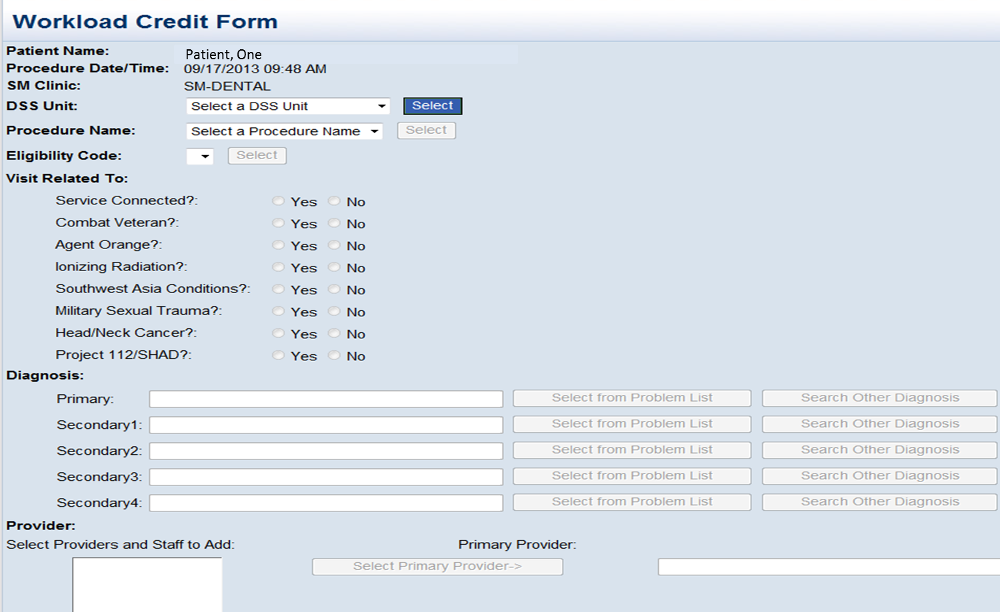 Workload Credit Form
Patient Name: Patient, One
Procedure Date/Time: 09/17/2013 09:48 AM
SM Clinic: SM-DENTAL
DSS Unit: Select a DSS Unit Select
Procedure Name: Select a Procedure Name Select
Eligibility Code: Select
Visit Related To:
Service Connected?: Yes No
Combat Veteran?: Yes No
Agent Orange?: Yes No
Ionizing Radiation?: Yes No
Southwest Asia Conditions?: Yes No
Military Sexual Trauma?: Yes No
Head/Neck Cancer?: Yes No
Project 112/SHAD?: Yes No
Diagnosis:
Primary: Select from Problem List Search Other Diagnosis
Secondary1: Select from Problem List Search Other Diagnosis
Secondary2: Select from Problem List Search Other Diagnosis
Secondary3: Select from Problem List Search Other Diagnosis
Secondary4: Select from Problem List Search Other Diagnosis
Provider:
Select Providers and Staff to Add: Primary Provider:
Select Primary Provider->